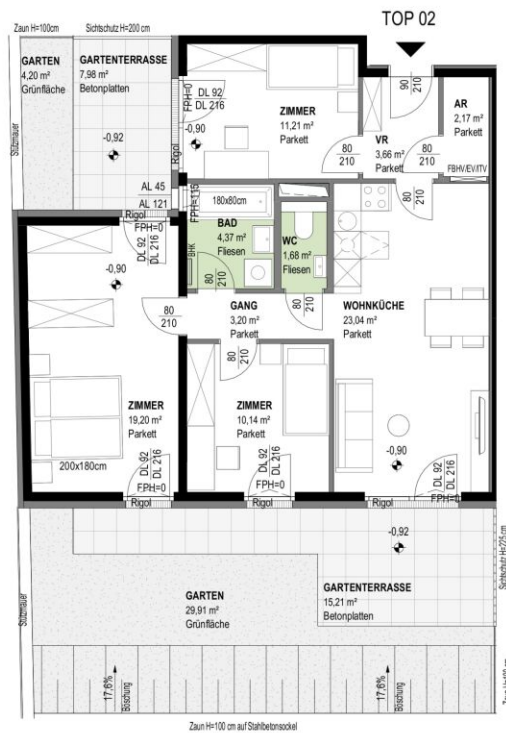 TOP 02
Zaun H=100cm
Sichtschutz H=200 cm
GARTEN
4,20 m²
Grünfläche
GARTENTERRASSE
7,98 m²
Betonplatten
-0,92
Stützmauer
Rigol
FPH=0
DL 92
DL 216
-0,90
ZIMMER
11,21 m²
Parkett
80
210
90
210
VR
3,66 m²
Parkett
80
210
AR
2,17 m²
Parkett
FBHV/EV/ITV
80
210
AL 45
AL 121
FPH=115
180x80cm
BAD
4,37 m²
Fliesen
BHK
80
210
WC
1,68 m²
Fliesen
80
210
Rigol
FPH=0
DL 92
DL 216
-0,90
80
210
GANG
3,20 m²
Parkett
WOHNKÜCHE
23,04 m²
Parkett
80
210
ZIMMER
19,20 m²
Parkett
200x180cm
DL 92
DL 216
FPH=0
Rigol
ZIMMER
10,14 m²
Parkett
DL 92
DL 216
FPH=0
Rigol
-0,90
DL 92
DL 216
FPH=0
Rigol
-0,92
Sichtschutz H=225 cm
GARTENTERRASSE
15,21 m²
Betonplatten
GARTEN
29,91 m²
Grünfläche
Stützmauer
17,6%
Böschung
17,6%
Böschung
Zaun H=100 cm auf Stahlbetonsockel